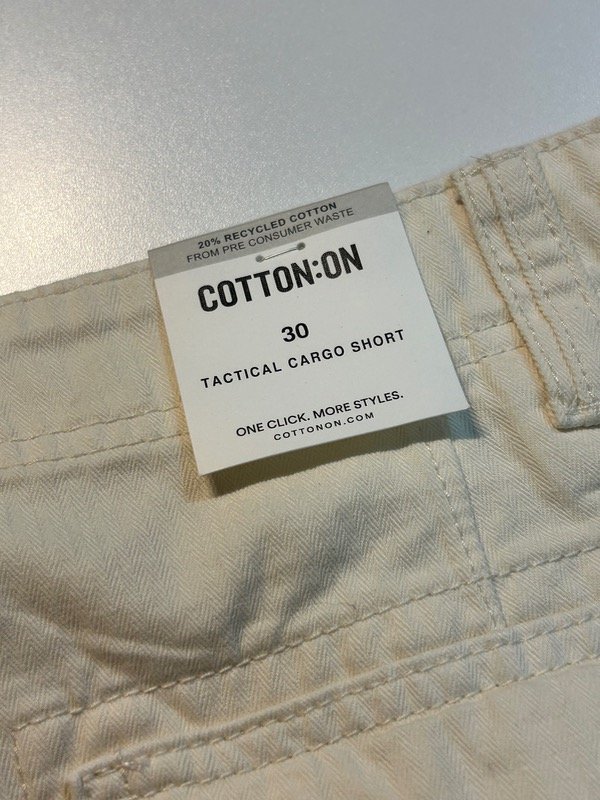 20% RECYCLED COTTON
FROM PRE CONSUMER WASTE
COTTON:ON
30
TACTICAL CARGO SHORT
ONE CLICK. MORE STYLES.
COTTONON.COM